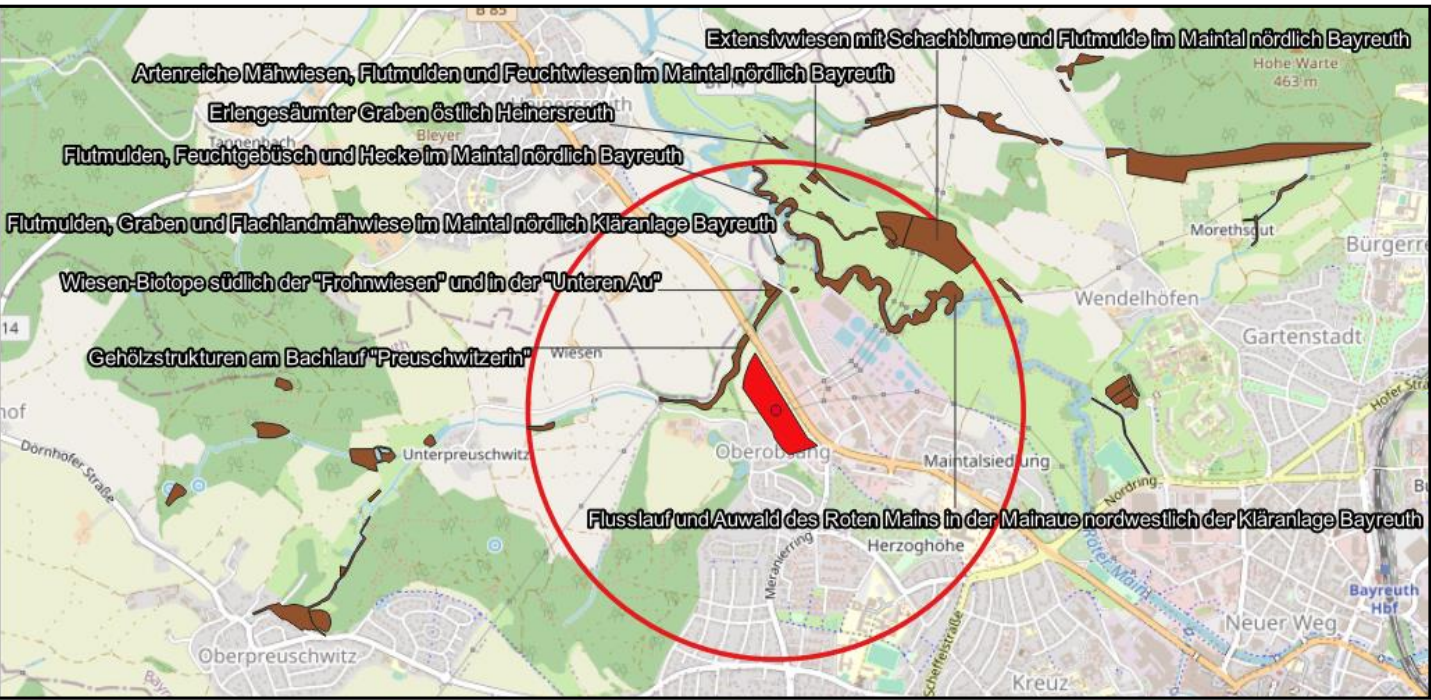 B 85
Extensivwiesen mit Schachblume und Flutmulde im Maintal nördlich Bayreuth
Hohe Warte
463 m
Artenreiche Mähwiesen, Flutmulden und Feuchtwiesen im Maintal nördlich Bayreuth
Erlengesäumter Graben östlich Heinersreuth
Tannenbach
Bleyer
Flutmulden, Feuchtgebüsch und Hecke im Maintal nördlich Bayreuth
Flutmulden, Graben und Flachlandmähwiese im Maintal nördlich Kläranlage Bayreuth
Morethsgut
Wiesen-Biotope südlich der "Frohnwiesen" und in der "Unteren Au"
Wendelhöfen
14
Gartenstadt
Gehölzstrukturen am Bachlauf "Preuschwitzerin"
Wiesen
Hofer
Dörnhofer Straße
Unterpreuschwitz
Maintalsiedlung
Nordring
Flusslauf und Auwald des Roten Mains in der Mainaue nordwestlich der Kläranlage Bayreuth
Herzoghöhe
Meranierring
Roter Main
Bayreuth
Hbf
Neuer Weg
Oberpreuschwitz
Scheffelstraße
Kreuz